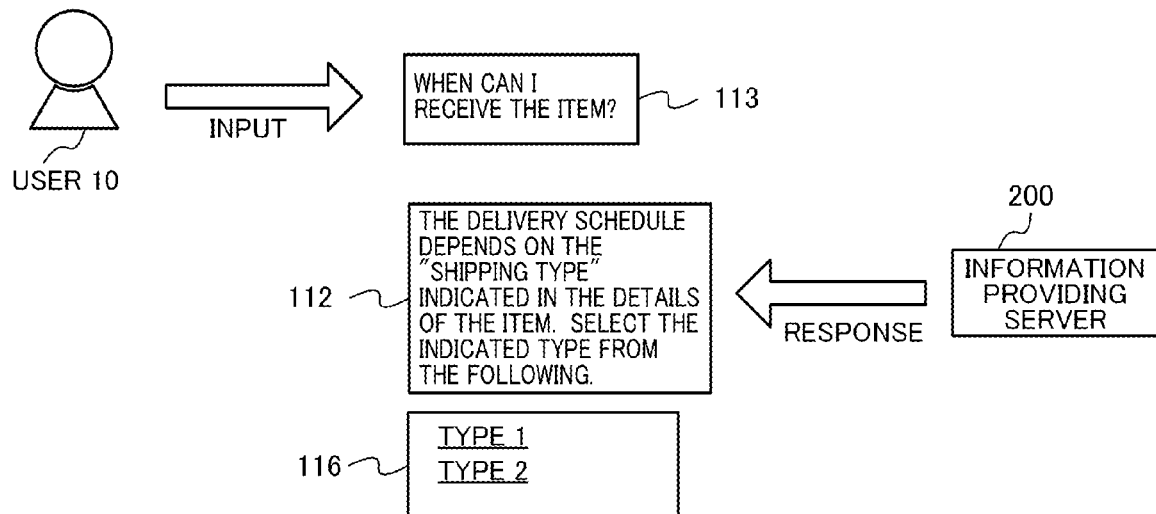 WHEN CAN I
RECEIVE THE ITEM?
113
INPUT
USER 10
THE DELIVERY SCHEDULE
DEPENDS ON THE
"SHIPPING TYPE"
INDICATED IN THE DETAILS
OF THE ITEM. SELECT THE
INDICATED TYPE FROM
THE FOLLOWING.
112
200
INFORMATION
PROVIDING
SERVER
RESPONSE
TYPE 1
TYPE 2
116